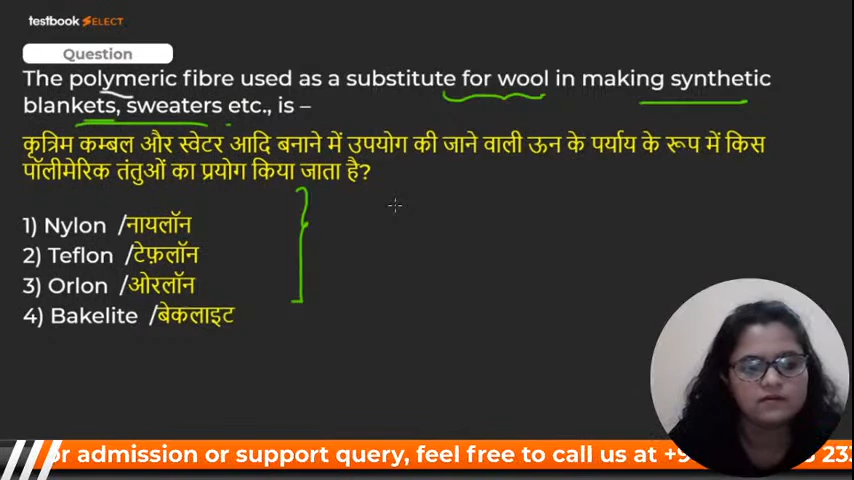 testbook SELECT
Question
The polymeric fibre used as a substitute for wool in making synthetic
blankets, sweaters etc., is –
कृत्रिम कम्बल और स्वेटर आदि बनाने में उपयोग की जाने वाली ऊन के पर्याय के रूप में किस
पॉलीमेरिक तंतुओं का प्रयोग किया जाता है?
1) Nylon /नायलॉन
2) Teflon /टेफ़लॉन
3) Orlon /ओरलॉन
4) Bakelite /बेकलाइट
or admission or support query, feel free to call us at